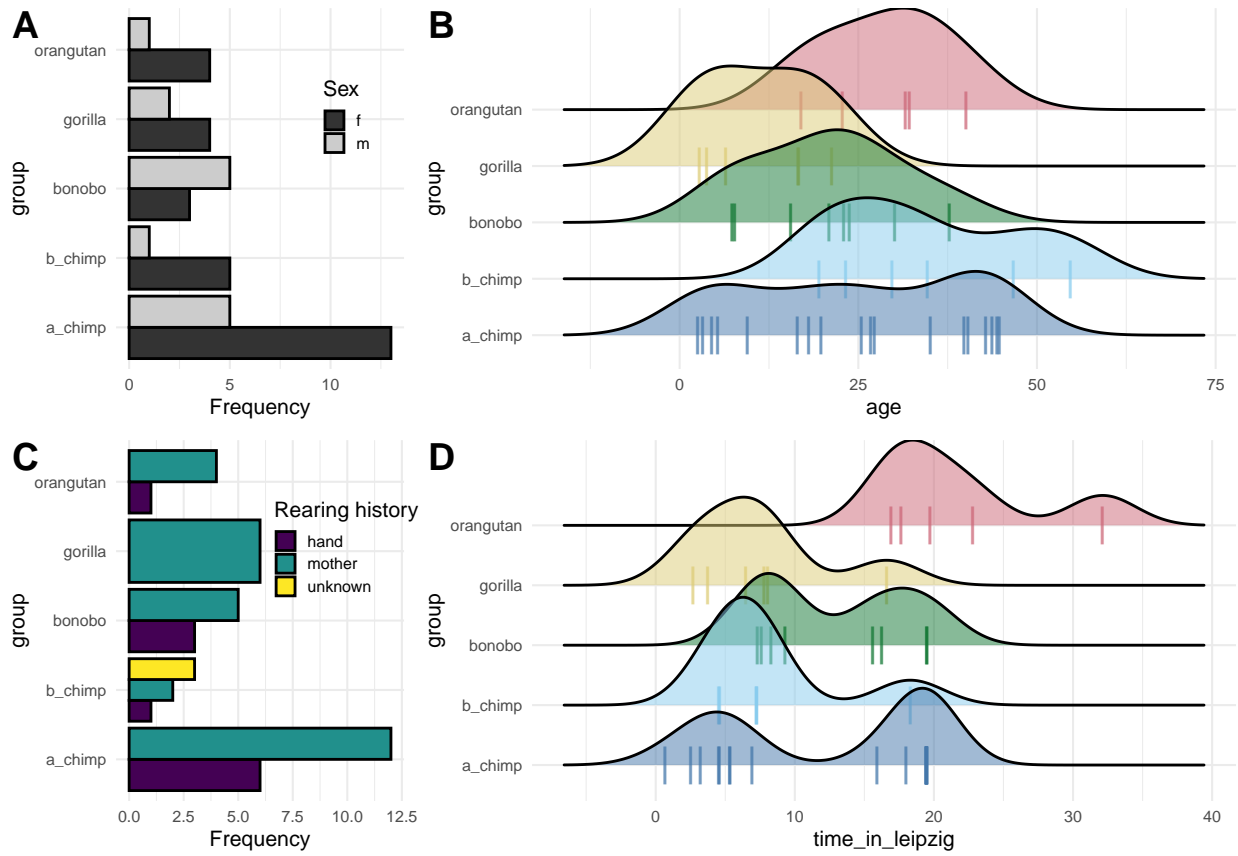 A
orangutan
gorilla
bonobo
b_chimp
a_chimp
group
0 5 10
Frequency
Sex
f
m
B
orangutan
gorilla
bonobo
b_chimp
a_chimp
group
0 25 50 75
age
C
orangutan
gorilla
bonobo
b_chimp
a_chimp
group
0.0 2.5 5.0 7.5 10.0 12.5
Frequency
Rearing history
hand
mother
unknown
D
orangutan
gorilla
bonobo
b_chimp
a_chimp
group
0 10 20 30 40
time_in_leipzig